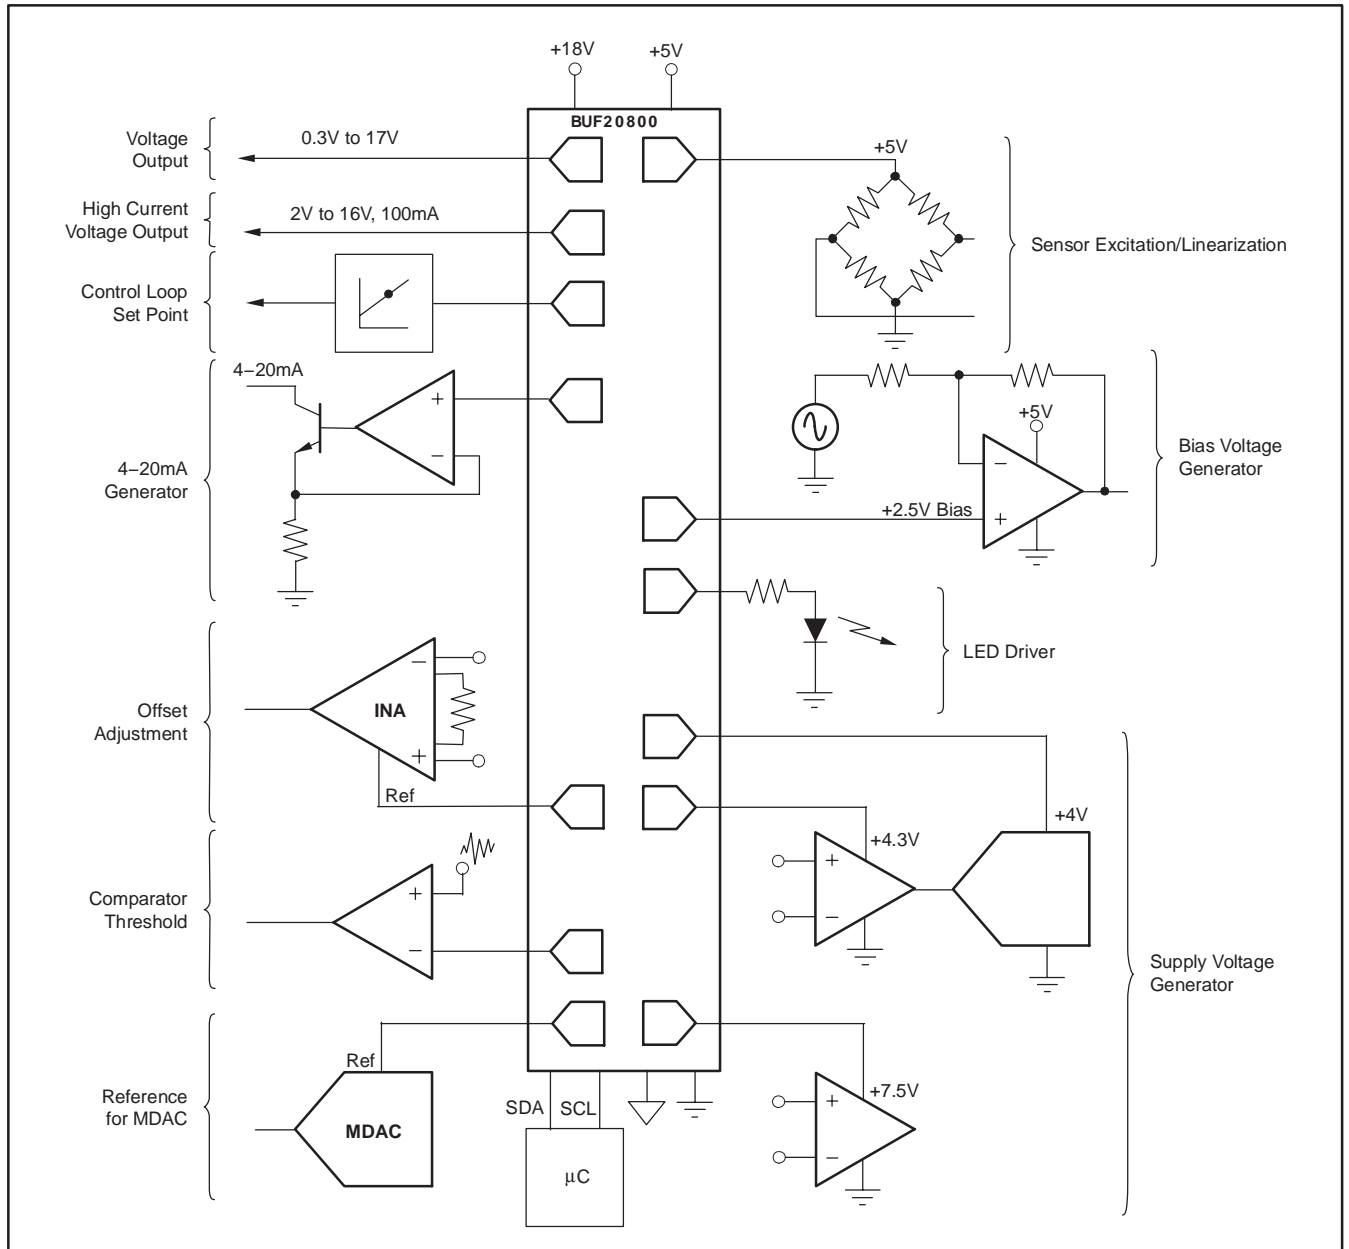 +18V
+5V
BUF20800
Voltage
Output
0.3V to 17V
+5V
High Current
Voltage Output
2V to 16V, 100mA
Sensor Excitation/Linearization
Control Loop
Set Point
4–20mA
+
–
4–20mA
Generator
+5V
–
+
+2.5V Bias
Bias Voltage
Generator
LED Driver
Offset
Adjustment
–
INA
+
Ref
+4V
+4.3V
+
–
Comparator
Threshold
+
–
Supply Voltage
Generator
Reference
for MDAC
Ref
MDAC
SDA
SCL
μC
+7.5V
+
–